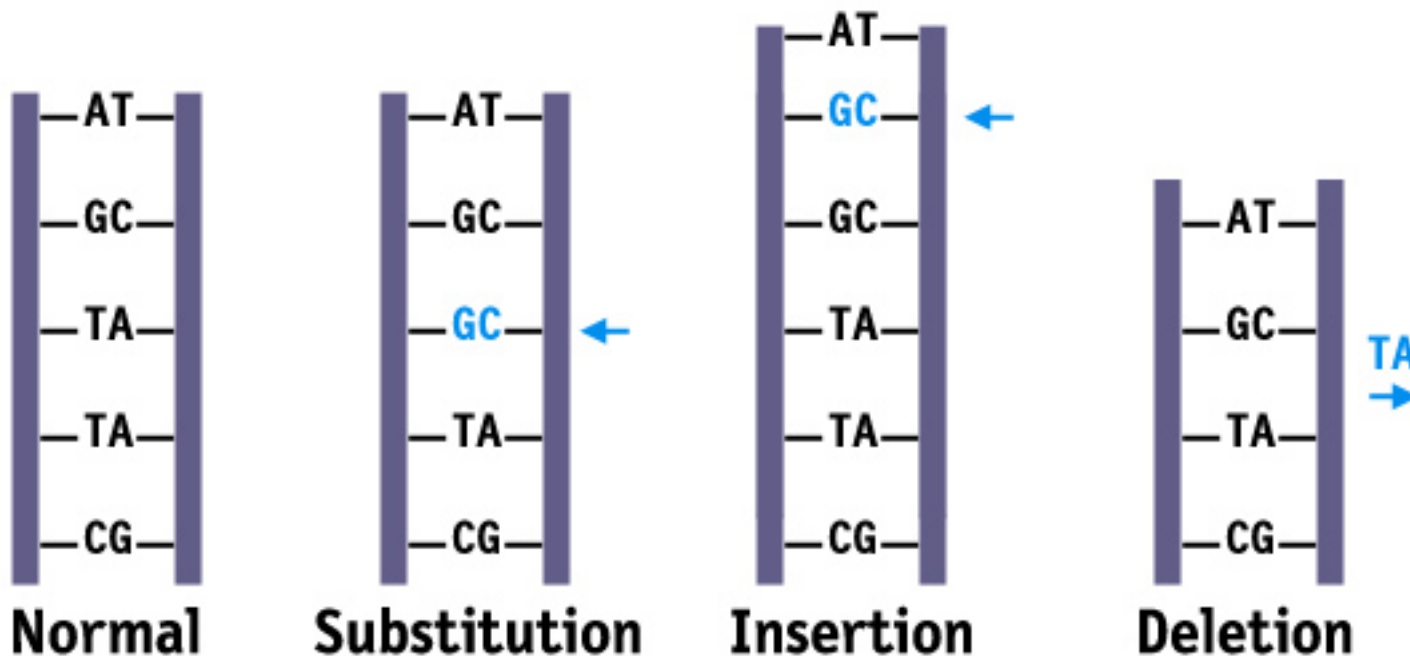 AT
GC
TA
TA
CG
Normal
AT
GC
GC
TA
CG
Substitution
AT
GC
GC
TA
TA
CG
Insertion
AT
GC
TA
CG
TA
Deletion